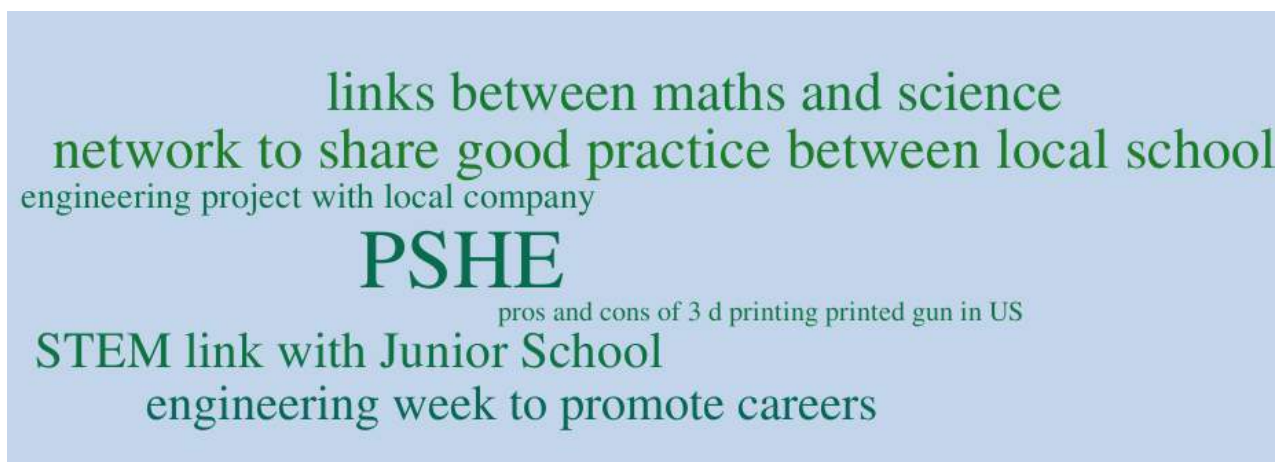 links between maths and science
network to share good practice between local school
engineering project with local company
PSHE
pros and cons of 3 d printing printed gun in US
STEM link with Junior School
engineering week to promote careers